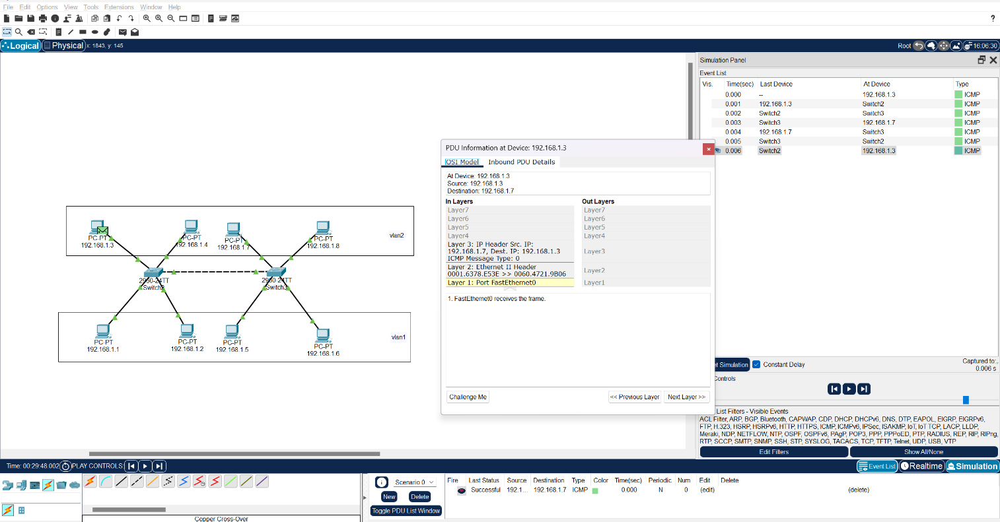 File Edit Options View Tools Extensions Window Help
?
Logical Physical x: 1843, y: 145
Root 16:06:30
Simulation Panel
Event List
Vis. Time(sec) Last Device At Device Type
0.000 -- 192.168.1.3 ICMP
0.001 192.168.1.3 Switch2 ICMP
0.002 Switch2 Switch3 ICMP
0.003 Switch3 192.168.1.7 ICMP
0.004 192.168.1.7 Switch3 ICMP
0.005 Switch3 Switch2 ICMP
0.006 Switch2 192.168.1.3 ICMP
PDU Information at Device: 192.168.1.3
OSI Model Inbound PDU Details
At Device: 192.168.1.3
Source: 192.168.1.3
Destination: 192.168.1.7
In Layers Out Layers
Layer7 Layer7
Layer6 Layer6
Layer5 Layer5
Layer4 Layer4
Layer 3: IP Header Src. IP:
192.168.1.7, Dest. IP: 192.168.1.3
ICMP Message Type: 0
Layer3
Layer 2: Ethernet II Header
0001.6378.E53E >> 0060.4721.9B06
Layer2
Layer 1: Port FastEthernet0 Layer1
1. FastEthernet0 receives the frame.
Challenge Me << Previous Layer Next Layer >>
PC-PT
192.168.1.3
PC-PT
192.168.1.4
PC-PT
192.168.1.7
PC-PT
192.168.1.8
vlan2
2960-24TT
Switch2
2960-24TT
Switch3
PC-PT
192.168.1.1
PC-PT
192.168.1.2
PC-PT
192.168.1.5
PC-PT
192.168.1.6
vlan1
et Simulation Constant Delay
Captured to:
0.006 s
Controls
List Filters - Visible Events
ACL Filter, ARP, BGP, Bluetooth, CAPWAP, CDP, DHCP, DHCPv6, DNS, DTP, EAPOL, EIGRP, EIGRPv6,
FTP, H.323, HSRP, HSRPv6, HTTP, HTTPS, ICMP, ICMPv6, IPSec, ISAKMP, IoT, IoT TCP, LACP, LLDP,
Meraki, NDP, NETFLOW, NTP, OSPF, OSPFv6, PAgP, POP3, PPP, PPPoED, PTP, RADIUS, REP, RIP, RIPng,
RTP, SCCP, SMTP, SNMP, SSH, STP, SYSLOG, TACACS, TCP, TFTP, Telnet, UDP, USB, VTP
Edit Filters Show All/None
Time: 00:29:48.002 PLAY CONTROLS:
Event List Realtime Simulation
Scenario 0
New Delete
Toggle PDU List Window
Fire Last Status Source Destination Type Color Time(sec) Periodic Num Edit Delete
Successful 192.1... 192.168.1.7 ICMP 0.000 N 0 (edit) (delete)
Copper Cross-Over